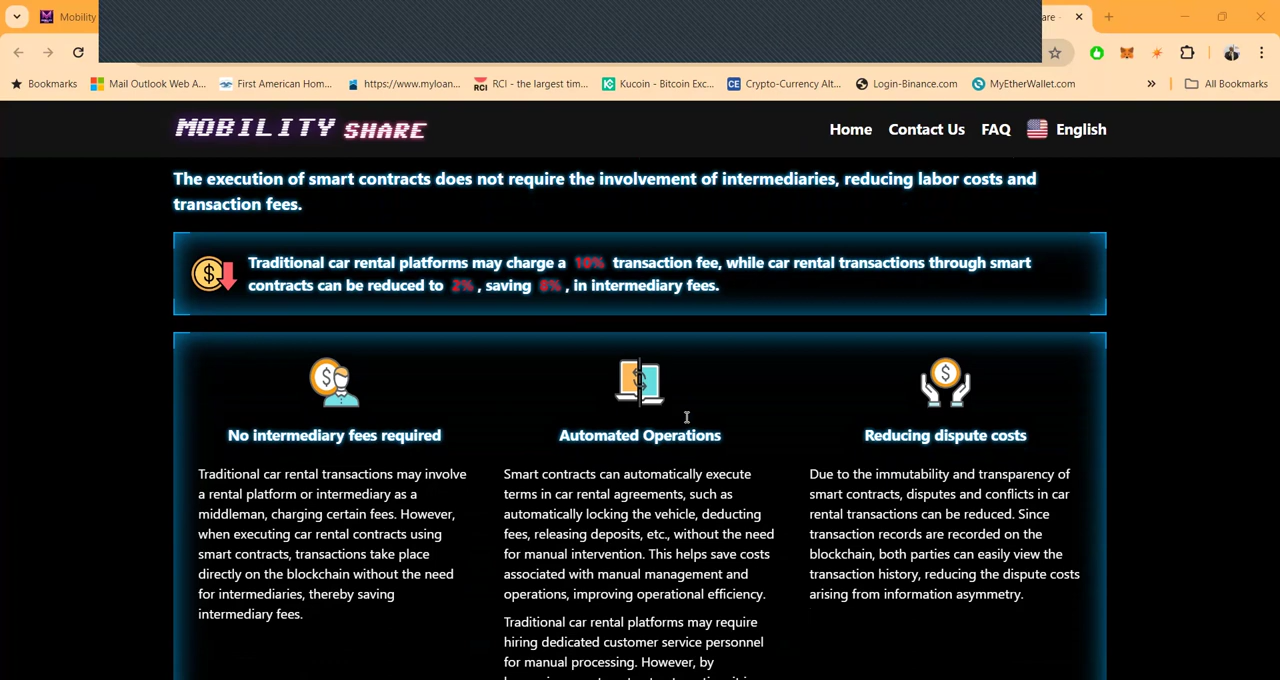 Mobility
are
Bookmarks
Mail Outlook Web A...
First American Hom...
https://www.myloan...
RCI - the largest tim...
Kucoin - Bitcoin Exc...
Crypto-Currency Alt...
Login-Binance.com
MyEtherWallet.com
»
All Bookmarks
MOBILITY SHARE
Home
Contact Us
FAQ
English
The execution of smart contracts does not require the involvement of intermediaries, reducing labor costs and
transaction fees.
Traditional car rental platforms may charge a 10% transaction fee, while car rental transactions through smart
contracts can be reduced to 2% , saving 8% , in intermediary fees.
No intermediary fees required
Traditional car rental transactions may involve
a rental platform or intermediary as a
middleman, charging certain fees. However,
when executing car rental contracts using
smart contracts, transactions take place
directly on the blockchain without the need
for intermediaries, thereby saving
intermediary fees.
Automated Operations
Smart contracts can automatically execute
terms in car rental agreements, such as
automatically locking the vehicle, deducting
fees, releasing deposits, etc., without the need
for manual intervention. This helps save costs
associated with manual management and
operations, improving operational efficiency.
Traditional car rental platforms may require
hiring dedicated customer service personnel
for manual processing. However, by
Reducing dispute costs
Due to the immutability and transparency of
smart contracts, disputes and conflicts in car
rental transactions can be reduced. Since
transaction records are recorded on the
blockchain, both parties can easily view the
transaction history, reducing the dispute costs
arising from information asymmetry.